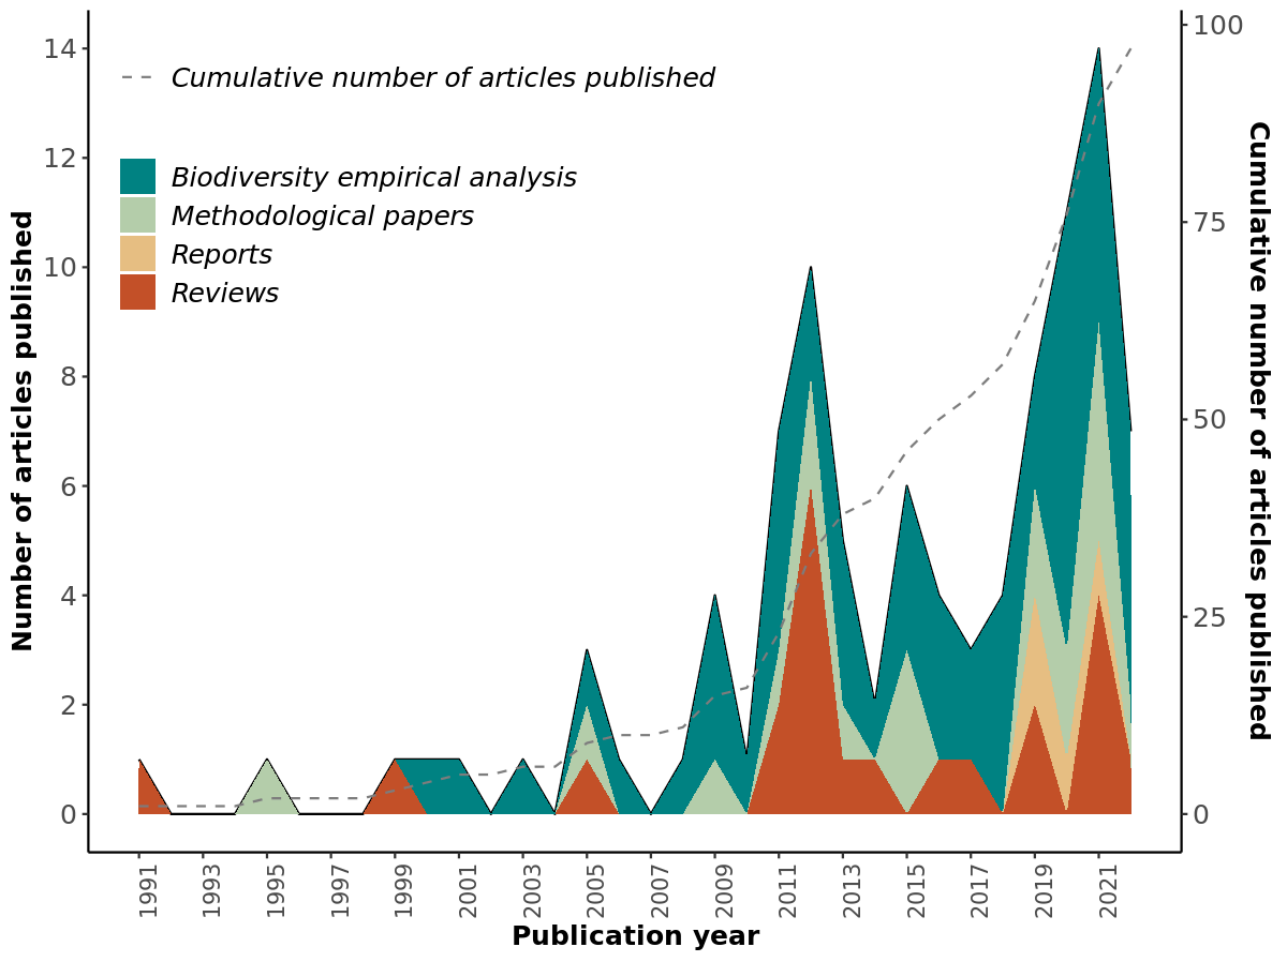 Cumulative number of articles published
Biodiversity empirical analysis
Methodological papers
Reports
Reviews
Number of articles published
14
12
10
8
6
4
2
0
100
75
50
25
0
Cumulative number of articles published
1991 1993 1995 1997 1999 2001 2003 2005 2007 2009 2011 2013 2015 2017 2019 2021
Publication year